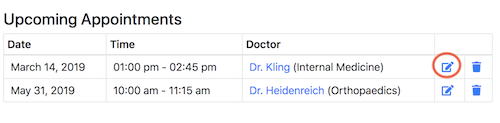 Upcoming Appointments
Date Time Doctor
March 14, 2019 01:00 pm - 02:45 pm Dr. Kling (Internal Medicine)
May 31, 2019 10:00 am - 11:15 am Dr. Heidenreich (Orthopaedics)